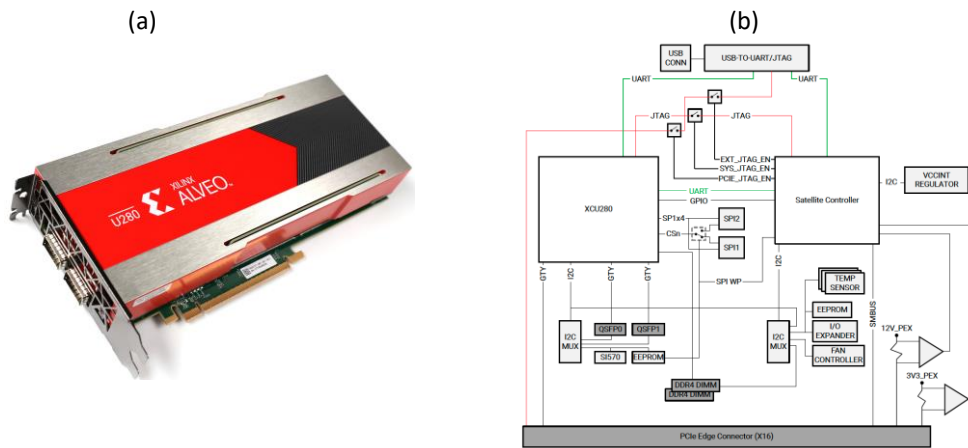 (a)
(b)
U280
XILINX
ALVEO™
USB CONN
USB-TO-UART/JTAG
UART
UART
JTAG
JTAG
EXT_JTAG_EN
SYS_JTAG_EN
PCIE_JTAG_EN
XCU280
UART
GPIO
Satellite Controller
I2C
VCCINT REGULATOR
SP1x4
SPI2
CSn
SPI1
GTY
I2C
GTY
GTY
SPI WP
I2C
SMBUS
TEMP SENSOR
EEPROM
I/O EXPANDER
FAN CONTROLLER
I2C MUX
QSFP0
QSFP1
SI570
EEPROM
I2C MUX
12V_PEX
3V3_PEX
DDR4 DIMM
DDR4 DIMM
PCIe Edge Connector (X16)